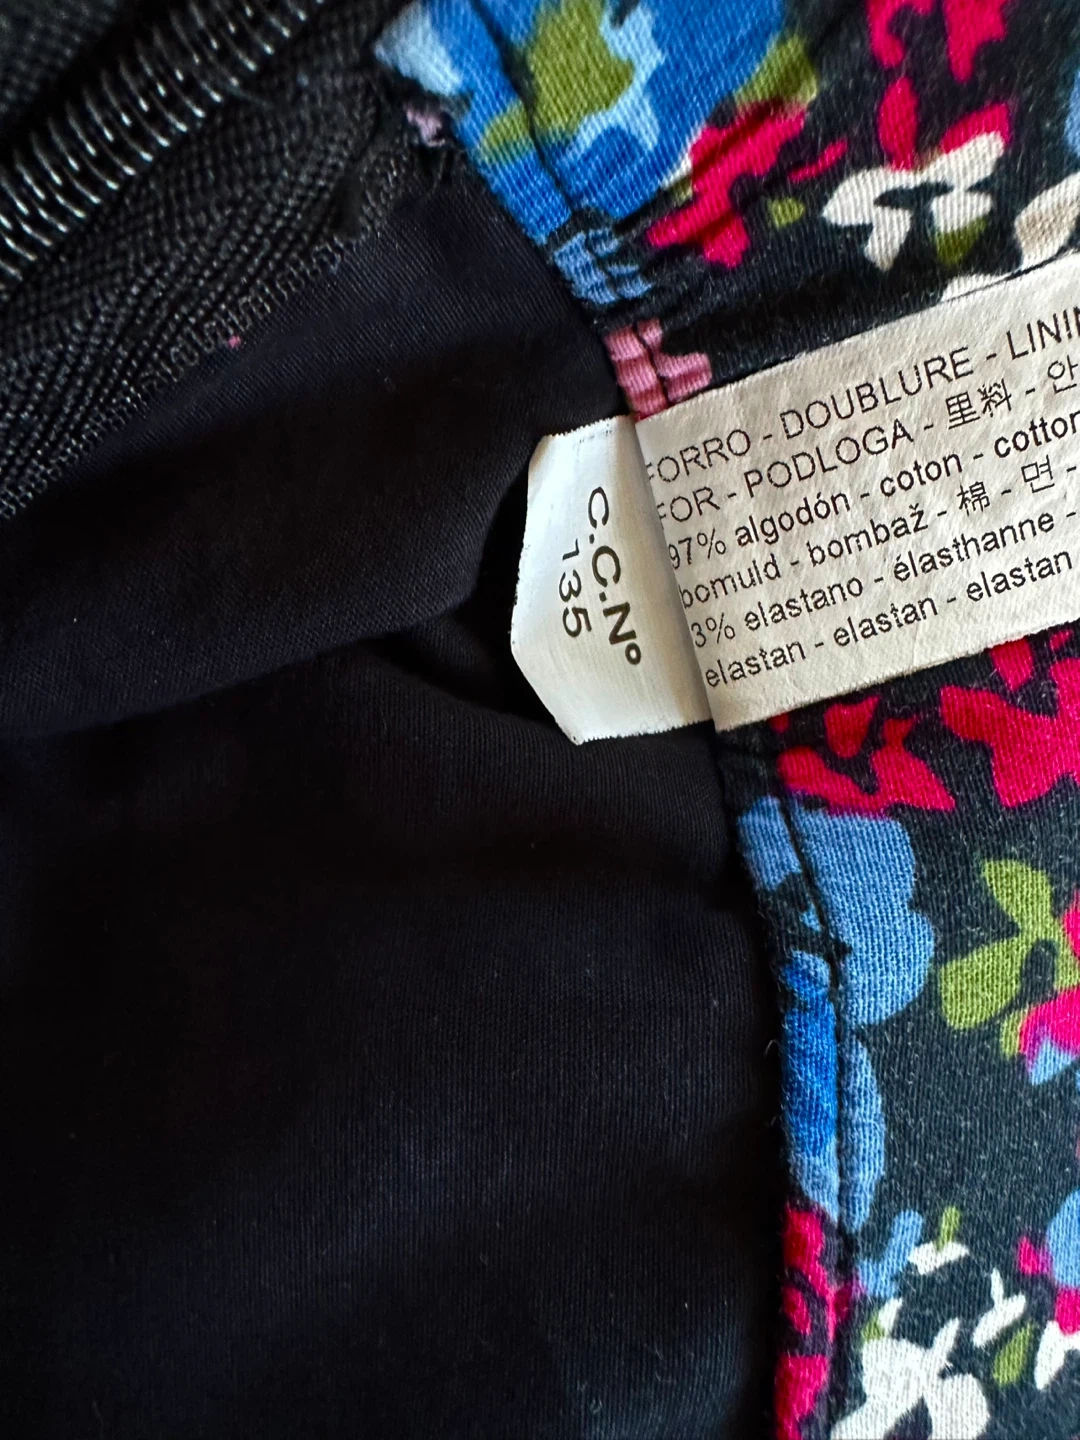 FORRO - DOUBLURE - LININ
FOR - PODLOGA - 里料 - 안
97% algodón - coton - cotton
bomuld - bombaž - 棉 - 면 -
3% elastano - élasthanne -
elastan - elastan - elastan
C.C.Nº
135